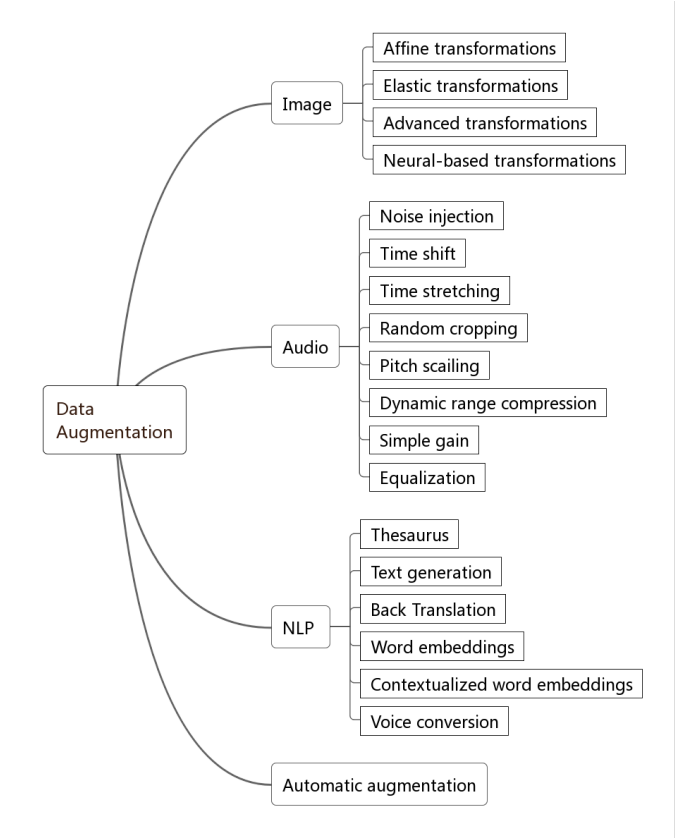 Data
Augmentation
Image
Affine transformations
Elastic transformations
Advanced transformations
Neural-based transformations
Audio
Noise injection
Time shift
Time stretching
Random cropping
Pitch scailing
Dynamic range compression
Simple gain
Equalization
NLP
Thesaurus
Text generation
Back Translation
Word embeddings
Contextualized word embeddings
Voice conversion
Automatic augmentation